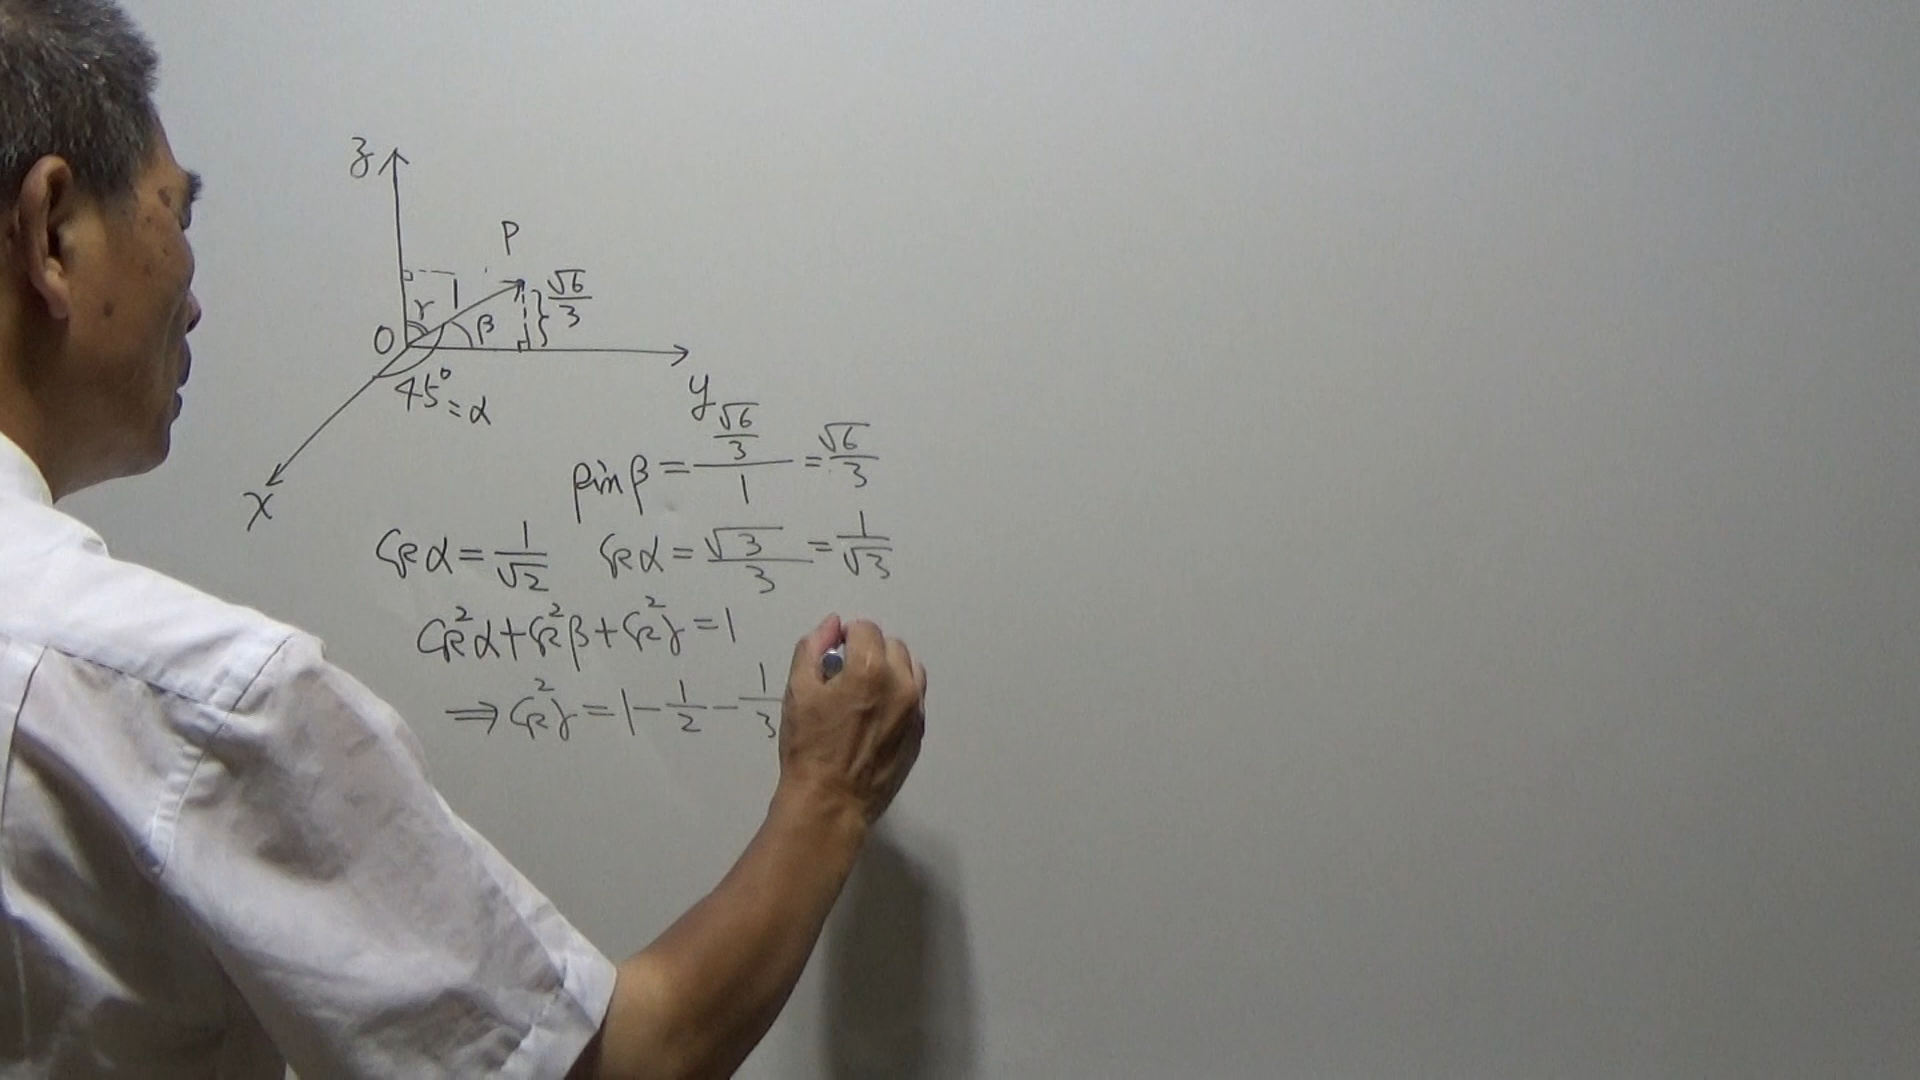 z
P
1
√6/3
γ
β
O
45° = α
y
x
sin β = (√6/3)/1 = √6/3
cos α = 1/√2 cos α = √3/3 = 1/√3
cos²α + cos²β + cos²γ = 1
⇒ cos²γ = 1 - 1/2 - 1/3